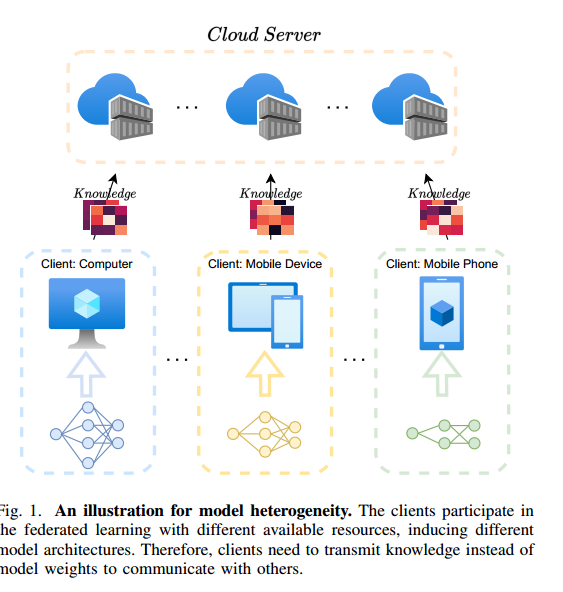 Cloud Server
Knowledge Knowledge Knowledge
Client: Computer Client: Mobile Device Client: Mobile Phone
Fig. 1. An illustration for model heterogeneity. The clients participate in
the federated learning with different available resources, inducing different
model architectures. Therefore, clients need to transmit knowledge instead of
model weights to communicate with others.